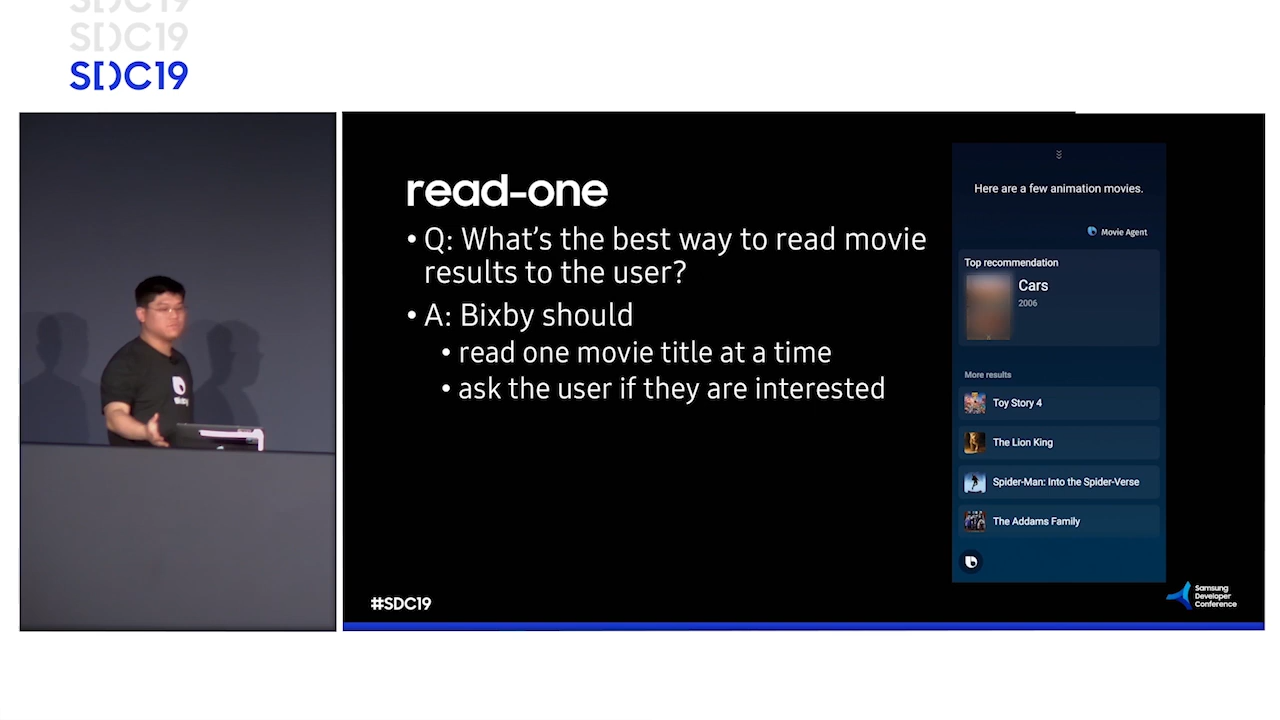 SDC19
SDC19
SDC19
read-one
• Q: What's the best way to read movie
results to the user?
• A: Bixby should
• read one movie title at a time
• ask the user if they are interested
Here are a few animation movies.
Movie Agent
Top recommendation
Cars
2006
More results
Toy Story 4
The Lion King
Spider-Man: Into the Spider-Verse
The Addams Family
#SDC19
Samsung
Developer
Conference